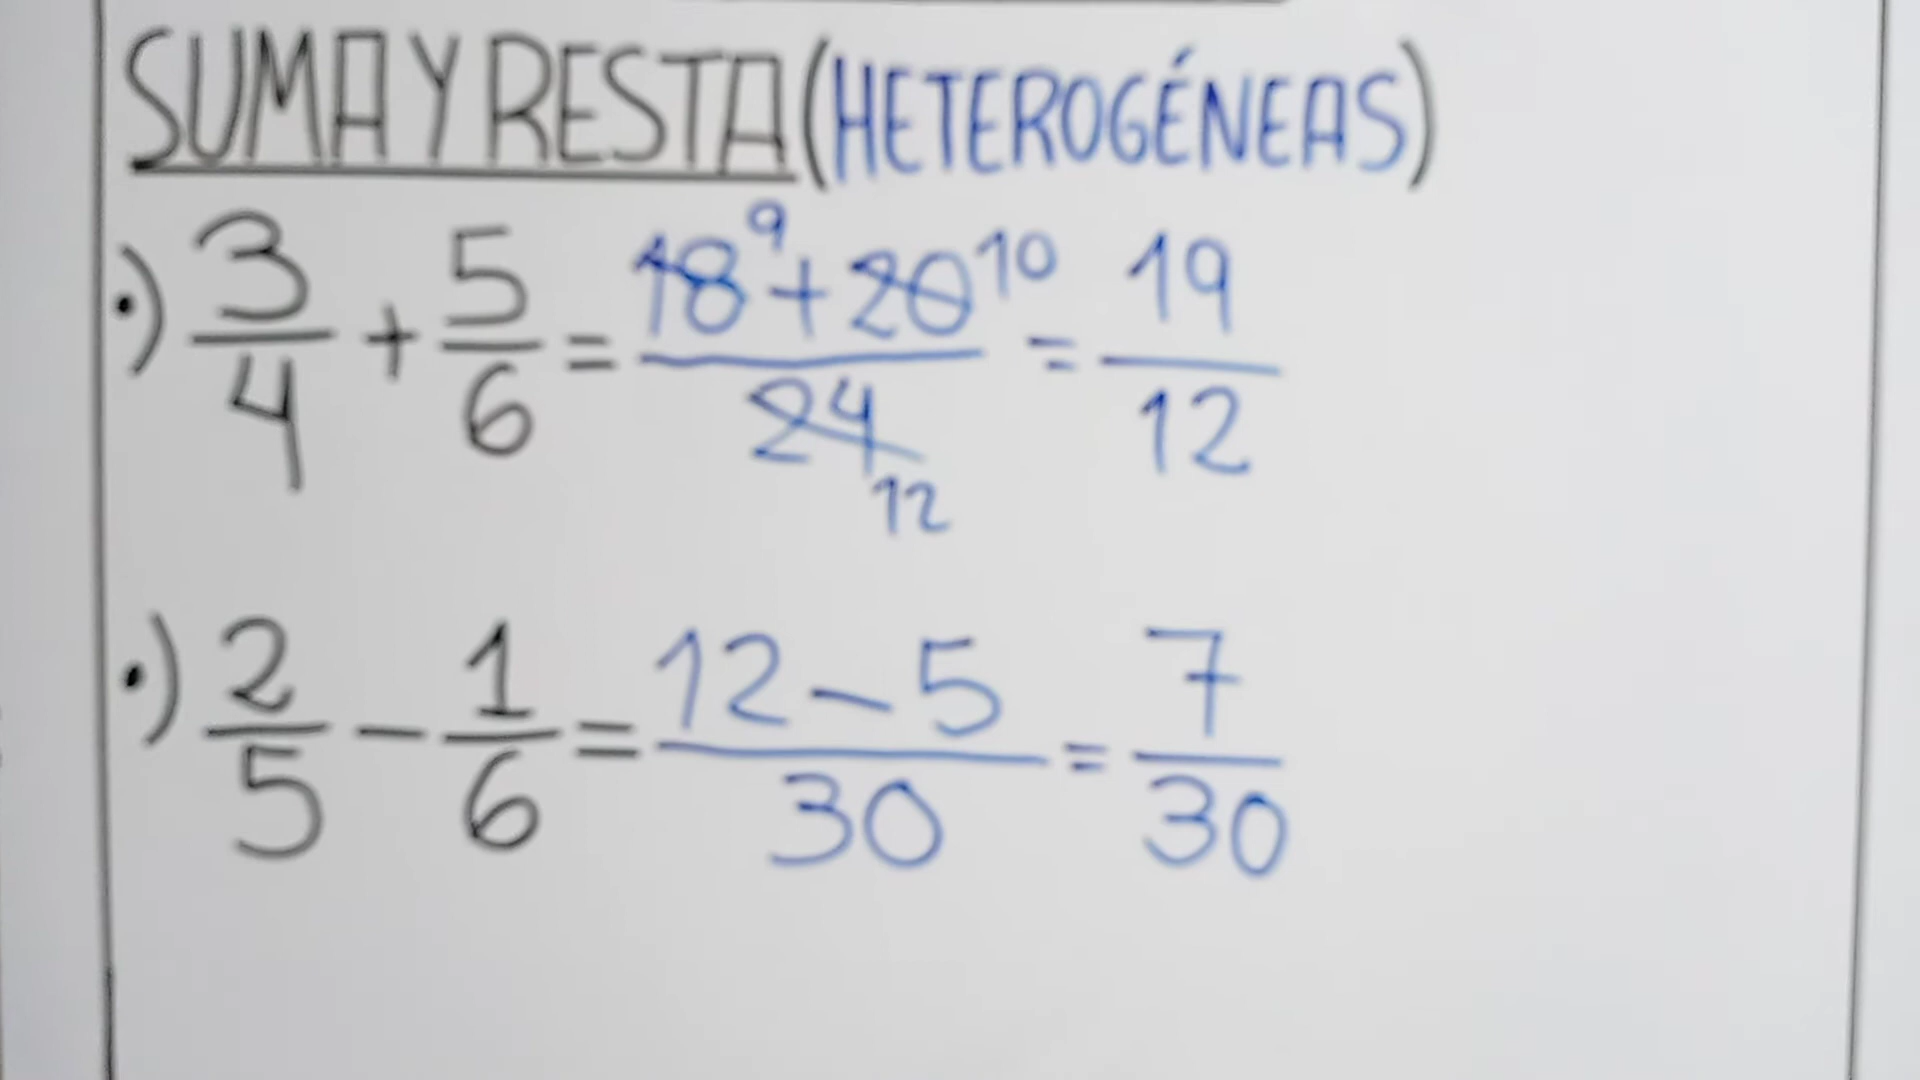 SUMA Y RESTA (HETEROGÉNEAS)
•) 3/4 + 5/6 = 18 9 + 20 10 / 24 12 = 19/12
•) 2/5 - 1/6 = 12 - 5 / 30 = 7/30